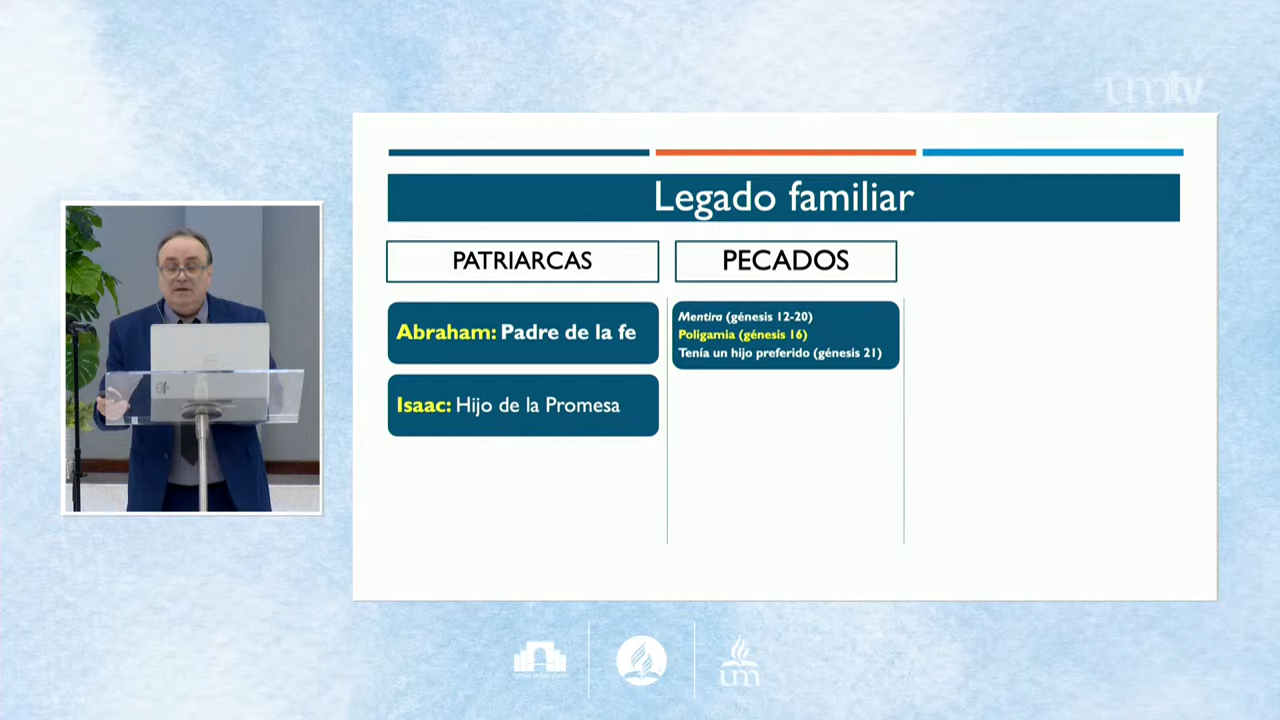 umtv
Legado familiar
PATRIARCAS
PECADOS
Abraham: Padre de la fe
Mentira (génesis 12-20)
Poligamia (génesis 16)
Tenía un hijo preferido (génesis 21)
Isaac: Hijo de la Promesa
um